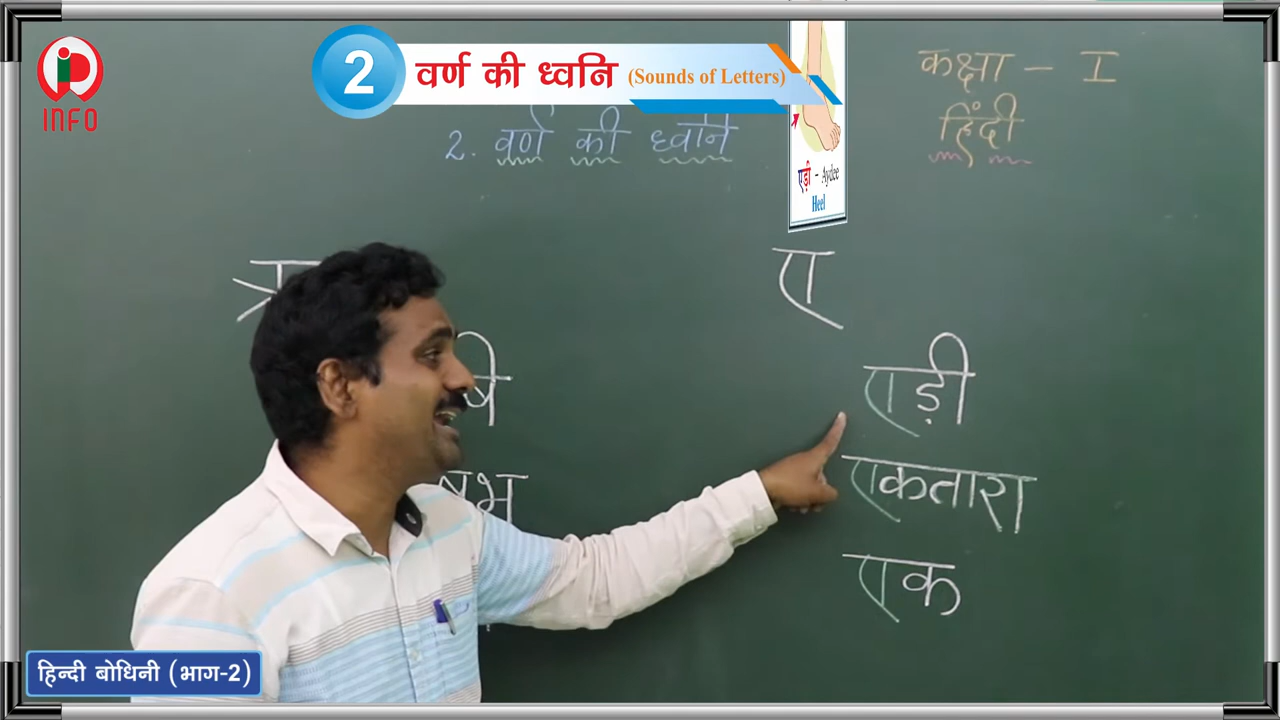 INFO
2 वर्ण की ध्वनि (Sounds of Letters)
कक्षा - I
हिंदी
2. वर्ण की ध्वनि
एड़ी - Aydee
Heel
ए
एड़ी
एकतारा
एक
हिन्दी बोधिनी (भाग-2)